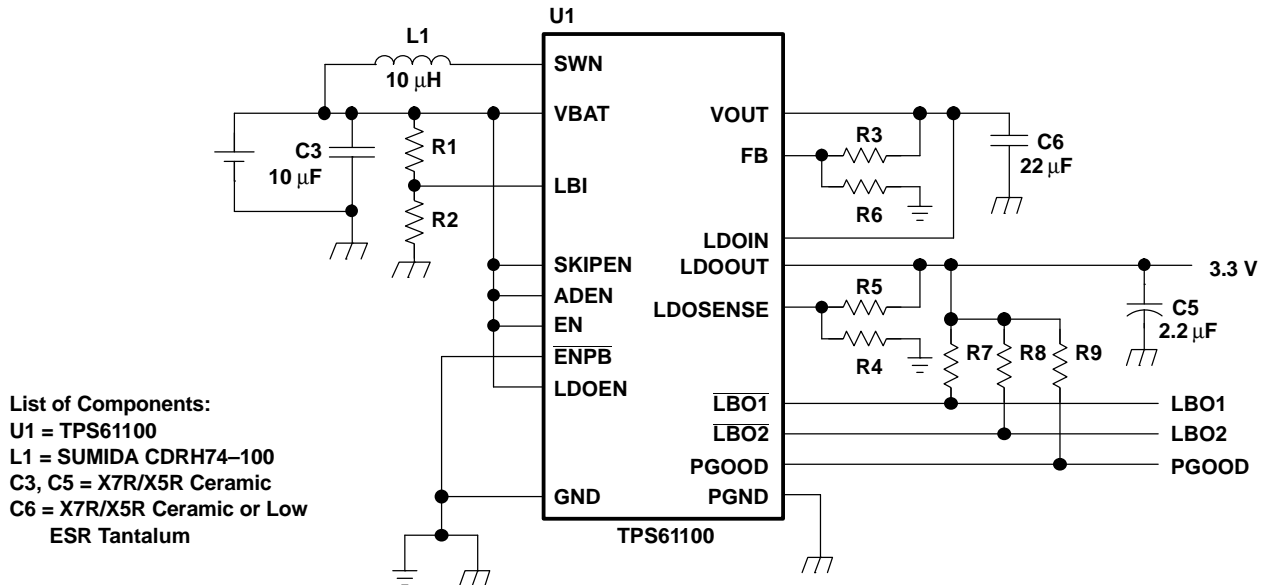 U1
L1
10 μH
SWN
VBAT
VOUT
C3
10 μF
R1
R3
FB
C6
22 μF
LBI
R2
R6
LDOIN
SKIPEN
LDOOUT
3.3 V
ADEN
R5
LDOSENSE
C5
2.2 μF
EN
ENPB
R4
R7
R8
R9
LDOEN
LBO1
LBO1
LBO2
LBO2
PGOOD
PGOOD
GND
PGND
TPS61100
List of Components:
U1 = TPS61100
L1 = SUMIDA CDRH74–100
C3, C5 = X7R/X5R Ceramic
C6 = X7R/X5R Ceramic or Low
ESR Tantalum